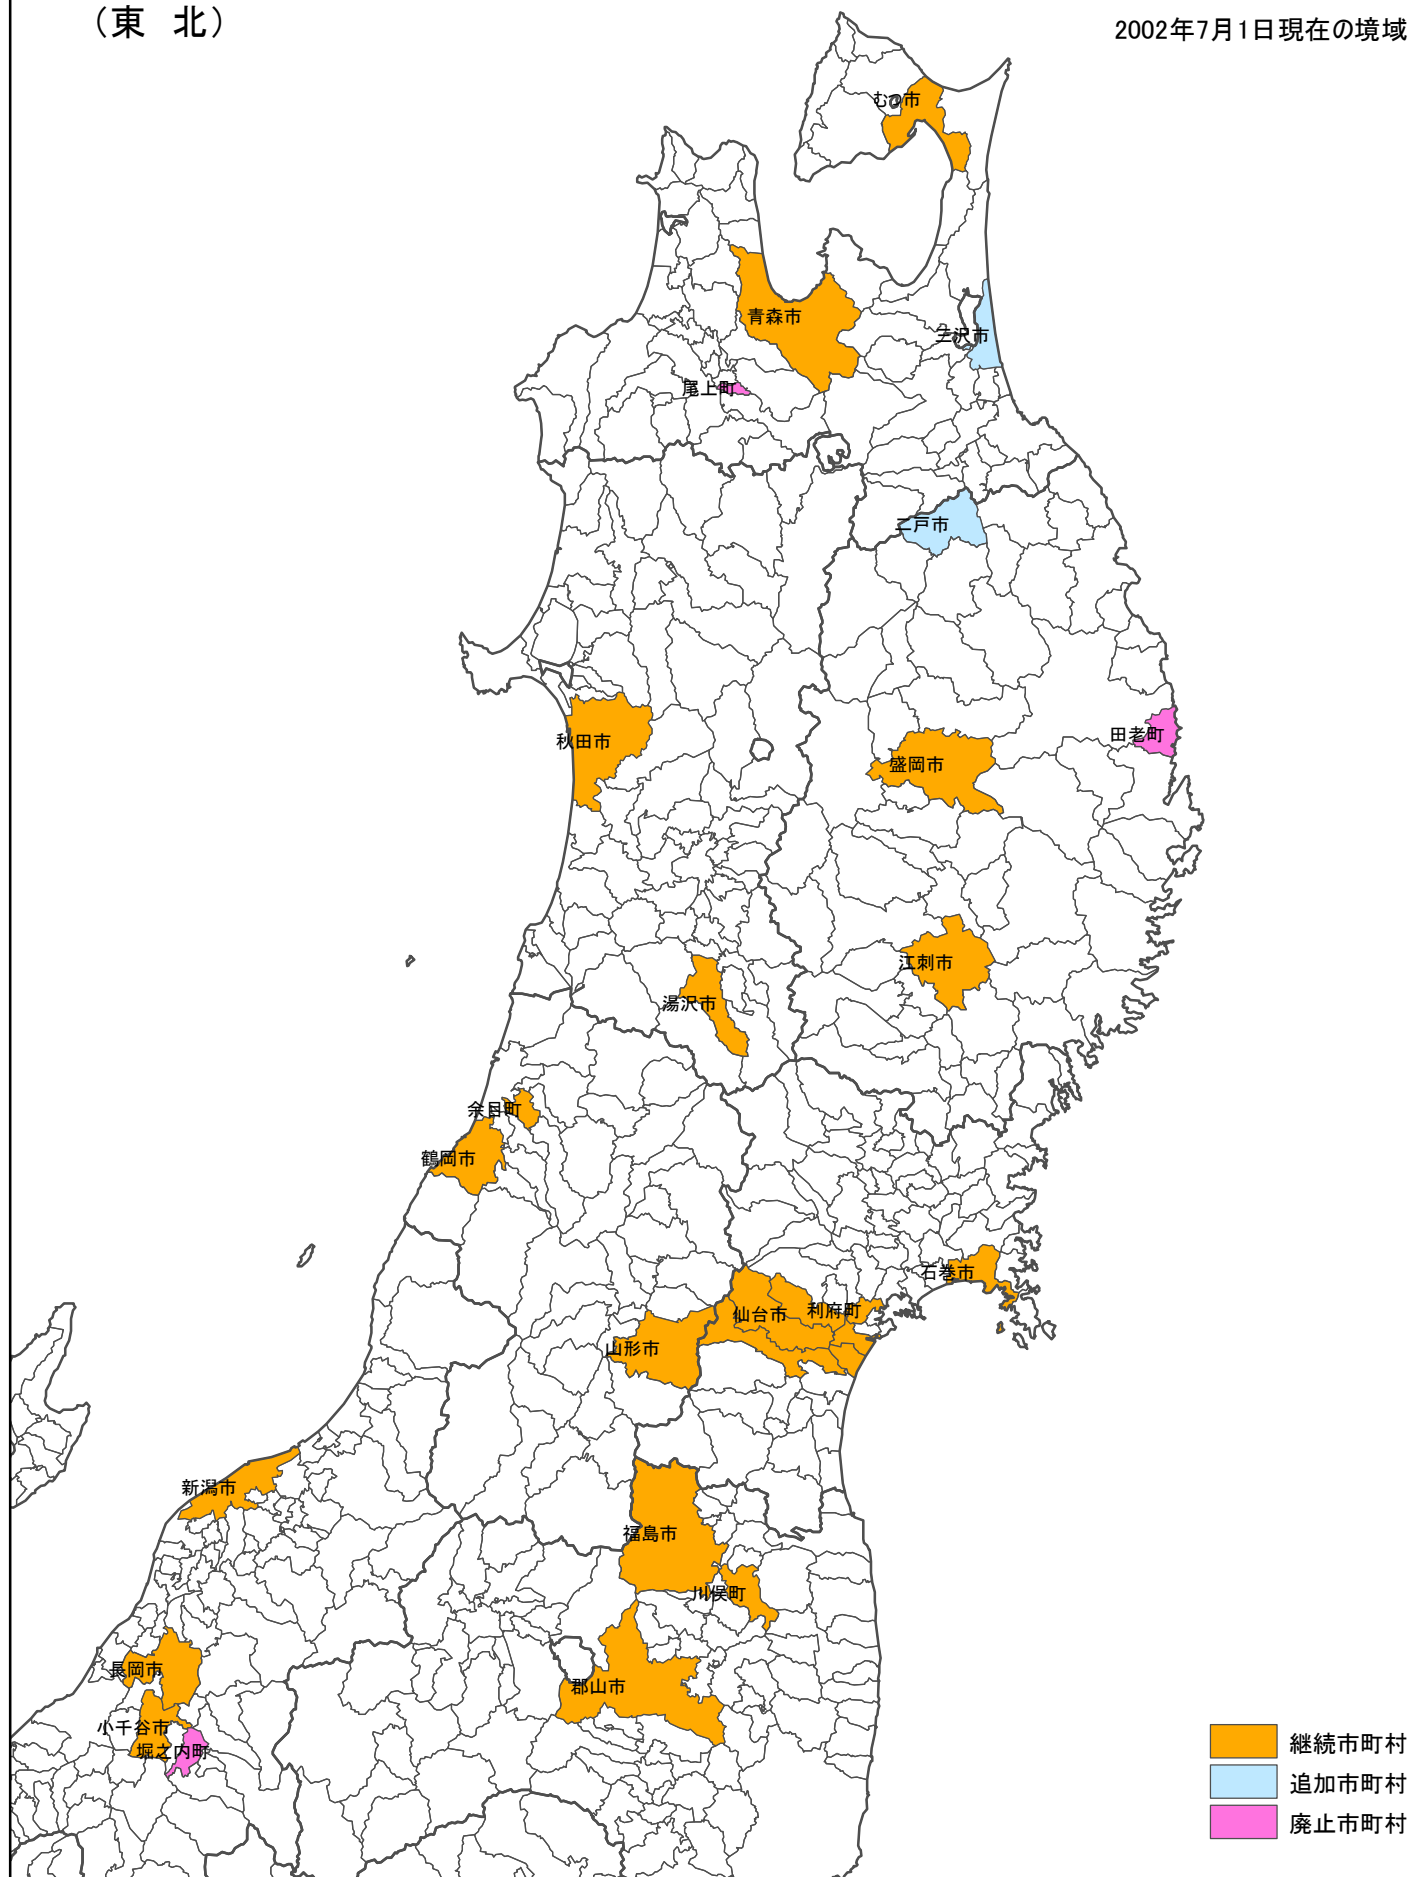 （東　北）
2002年7月1日現在の境域
むつ市
青森市
三沢市
尾上町
二戸市
田老町
秋田市
盛岡市
江刺市
湯沢市
余目町
鶴岡市
石巻市
利府町
仙台市
山形市
新潟市
福島市
川俣町
長岡市
郡山市
小千谷市
堀之内町
継続市町村
追加市町村
廃止市町村